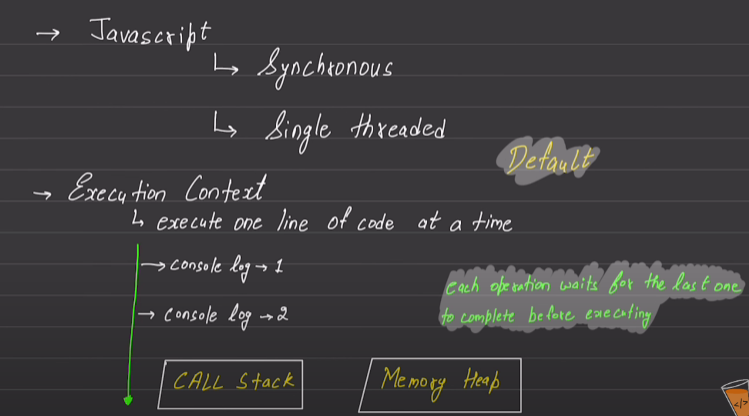 → Javascript
↳ Synchronous
↳ Single threaded
Default
→ Execution Context
↳ execute one line of code at a time
→ console log → 1
→ console log → 2
each operation waits for the last one
to complete before executing
CALL Stack
Memory Heap
</>